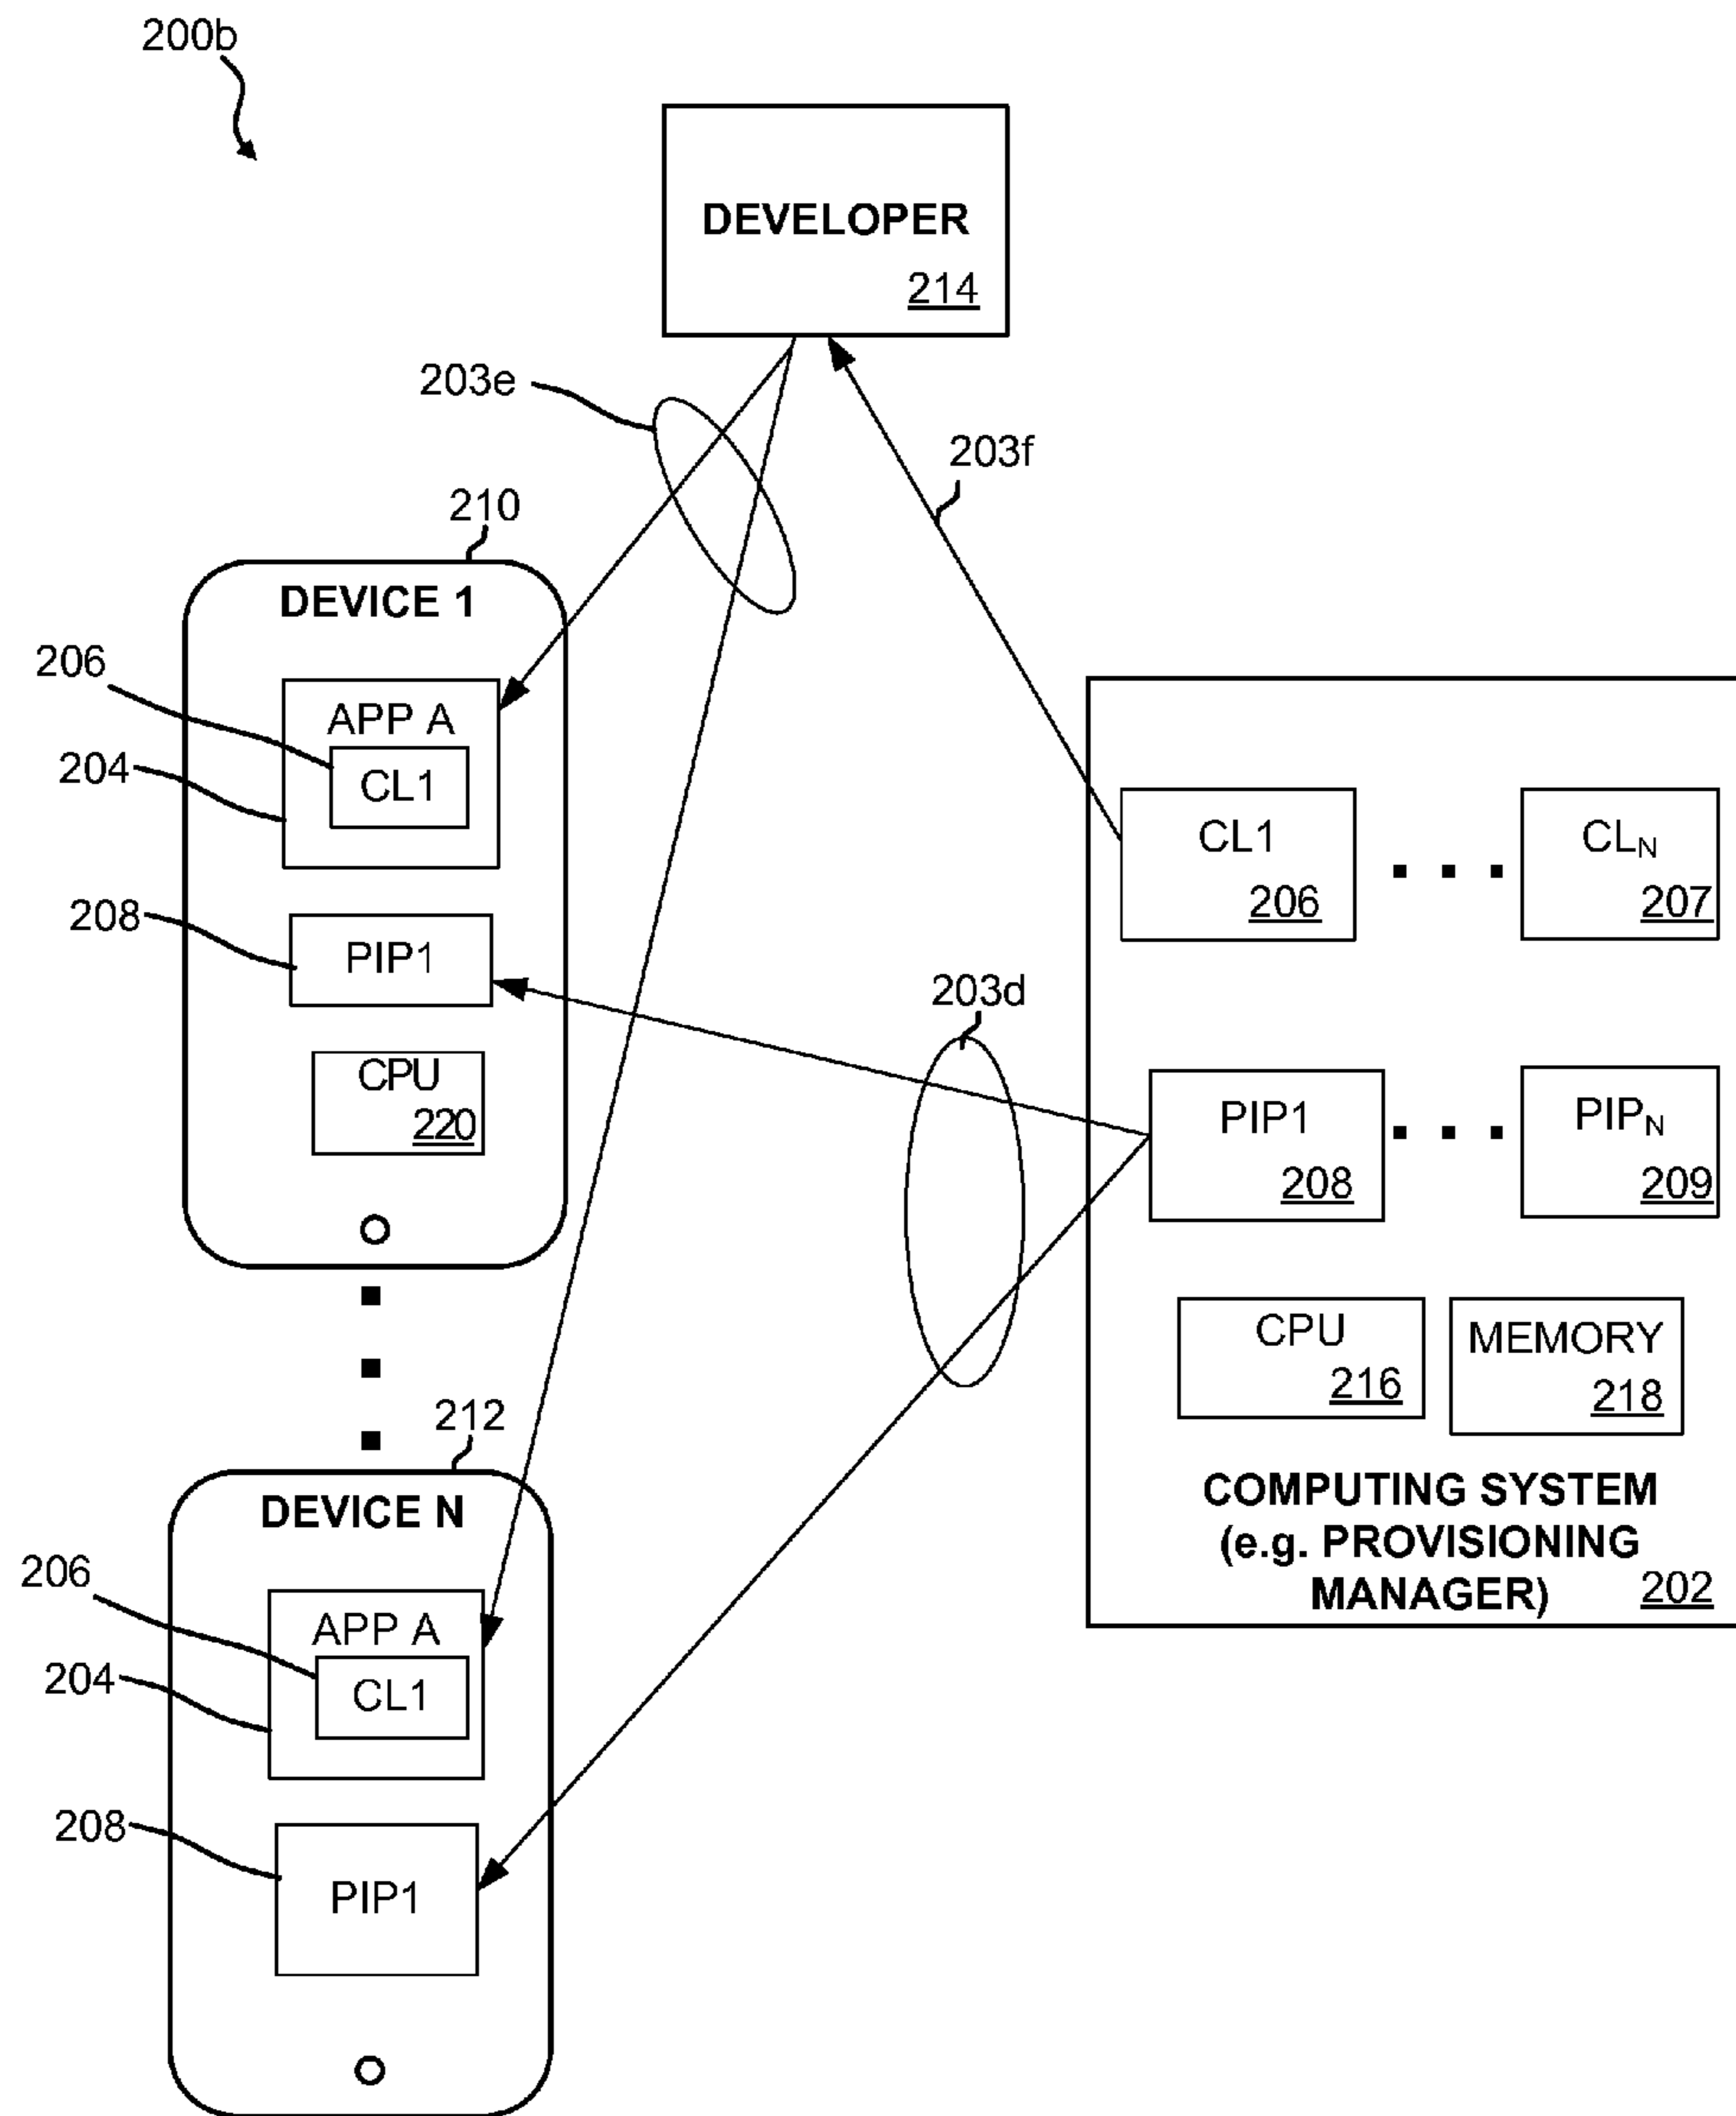 200b
DEVELOPER
214
203e
203f
210
DEVICE 1
206
APP A
204
CL1
208
PIP1
CPU
220
CL1
206
CL_N
207
203d
PIP1
208
PIP_N
209
CPU
216
MEMORY
218
COMPUTING SYSTEM
(e.g. PROVISIONING
MANAGER)
202
212
DEVICE N
206
APP A
204
CL1
208
PIP1